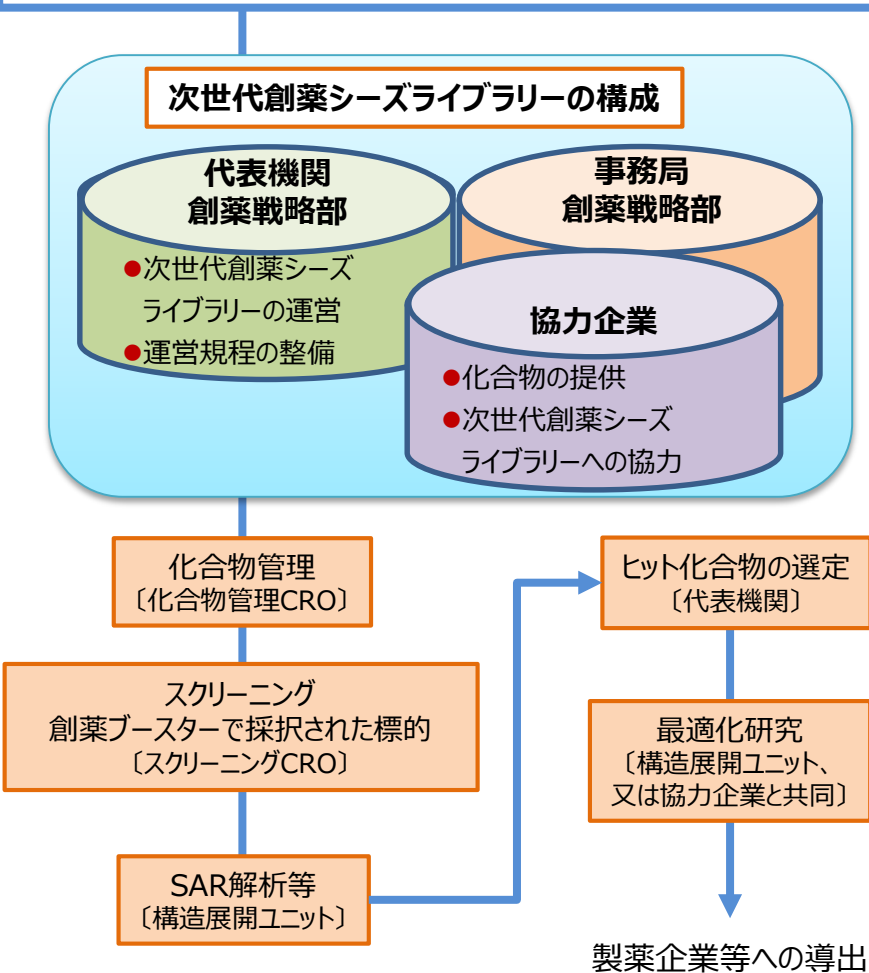 次世代創薬シーズライブラリーの構成
代表機関
創薬戦略部
●次世代創薬シーズ
ライブラリーの運営
●運営規程の整備
事務局
創薬戦略部
協力企業
●化合物の提供
●次世代創薬シーズ
ライブラリーへの協力
化合物管理
〔化合物管理CRO〕
スクリーニング
創薬ブースターで採択された標的
〔スクリーニングCRO〕
SAR解析等
〔構造展開ユニット〕
ヒット化合物の選定
〔代表機関〕
最適化研究
〔構造展開ユニット、
又は協力企業と共同〕
製薬企業等への導出